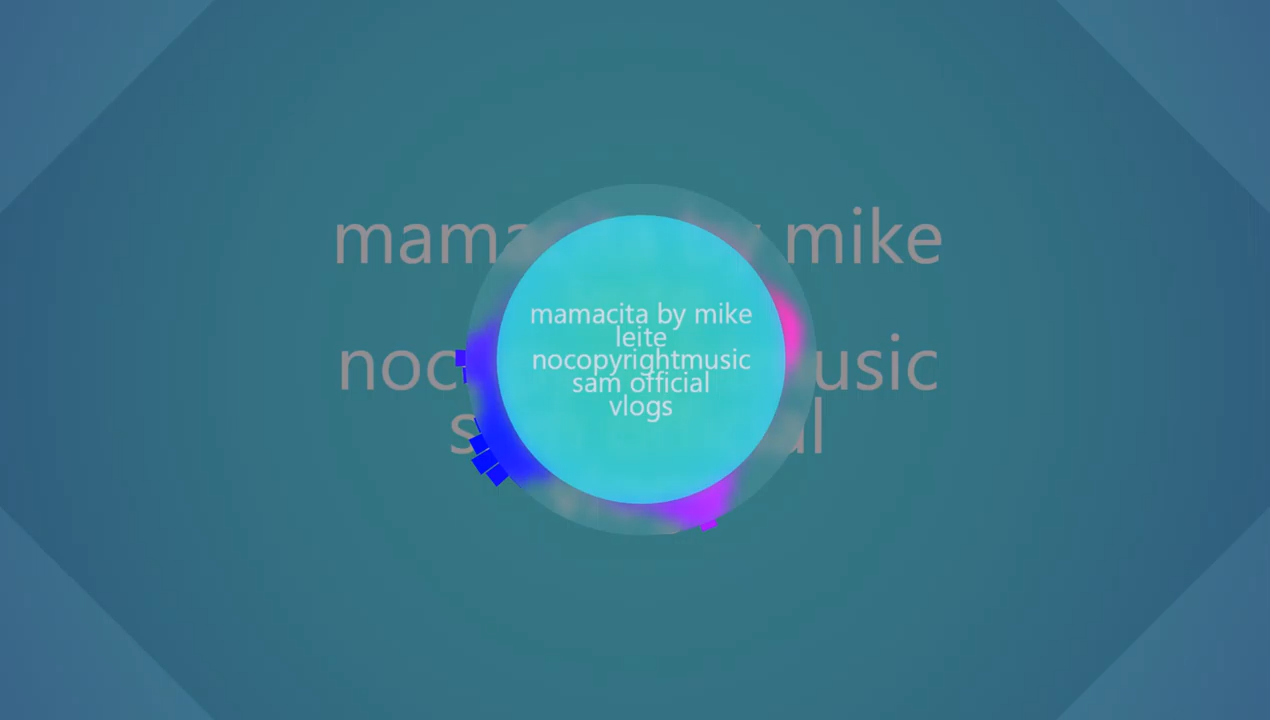 mamacita by mike
leite
nocopyrightmusic
sam official
vlogs